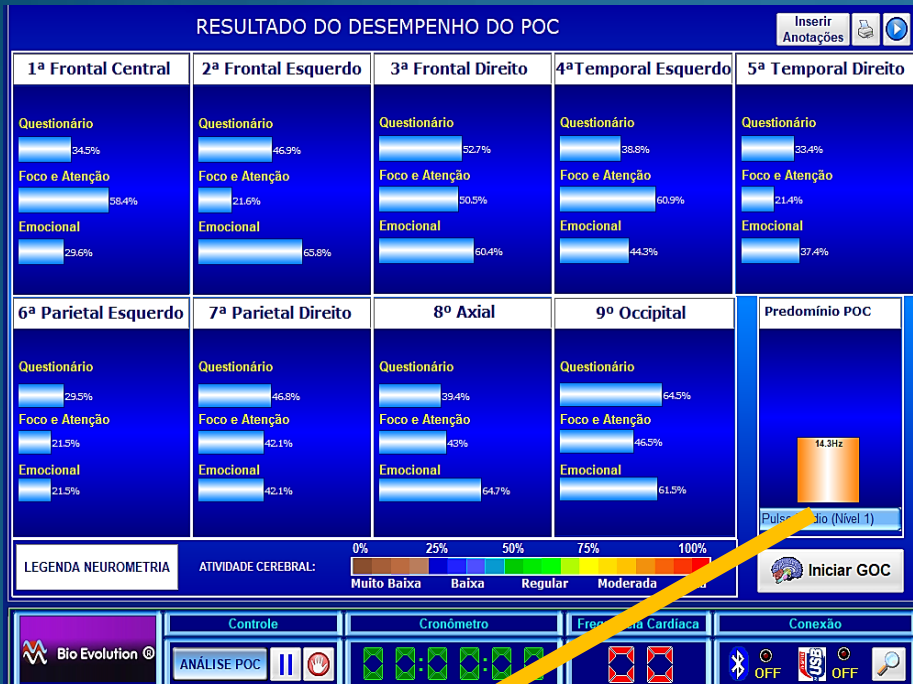 RESULTADO DO DESEMPENHO DO POC
Inserir
Anotações
1ª Frontal Central
Questionário
34.5%
Foco e Atenção
58.4%
Emocional
29.6%
2ª Frontal Esquerdo
Questionário
46.9%
Foco e Atenção
21.6%
Emocional
65.8%
3ª Frontal Direito
Questionário
52.7%
Foco e Atenção
50.5%
Emocional
60.4%
4ªTemporal Esquerdo
Questionário
38.8%
Foco e Atenção
60.9%
Emocional
44.3%
5ª Temporal Direito
Questionário
33.4%
Foco e Atenção
21.4%
Emocional
37.4%
6ª Parietal Esquerdo
Questionário
29.5%
Foco e Atenção
21.5%
Emocional
21.5%
7ª Parietal Direito
Questionário
46.8%
Foco e Atenção
42.1%
Emocional
42.1%
8º Axial
Questionário
39.4%
Foco e Atenção
43%
Emocional
64.7%
9º Occipital
Questionário
64.5%
Foco e Atenção
46.5%
Emocional
61.5%
Predomínio POC
14.3Hz
(Nível 1)
LEGENDA NEUROMETRIA
ATIVIDADE CEREBRAL:
0% 25% 50% 75% 100%
Muito Baixa Baixa Regular Moderada
Iniciar GOC
Bio Evolution ®
Controle
ANÁLISE POC
Cronômetro
Cardíaca
Conexão
OFF
USB
OFF